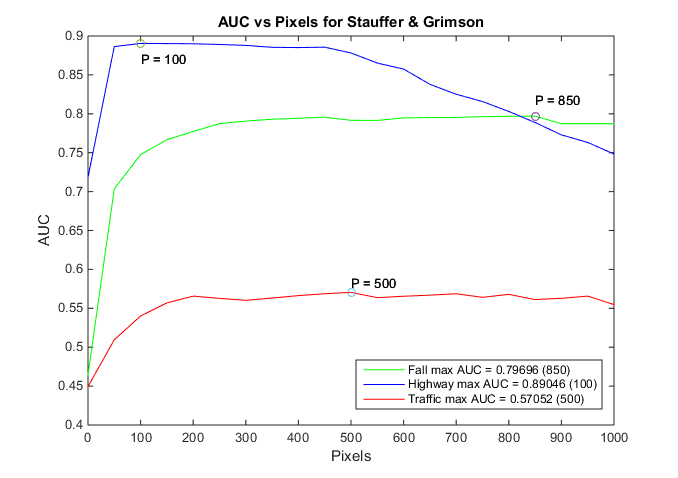 AUC vs Pixels for Stauffer & Grimson
0.9
0.85
0.8
0.75
0.7
0.65
0.6
0.55
0.5
0.45
0.4
AUC
P = 100
P = 850
P = 500
Fall max AUC = 0.79696 (850)
Highway max AUC = 0.89046 (100)
Traffic max AUC = 0.57052 (500)
0 100 200 300 400 500 600 700 800 900 1000
Pixels